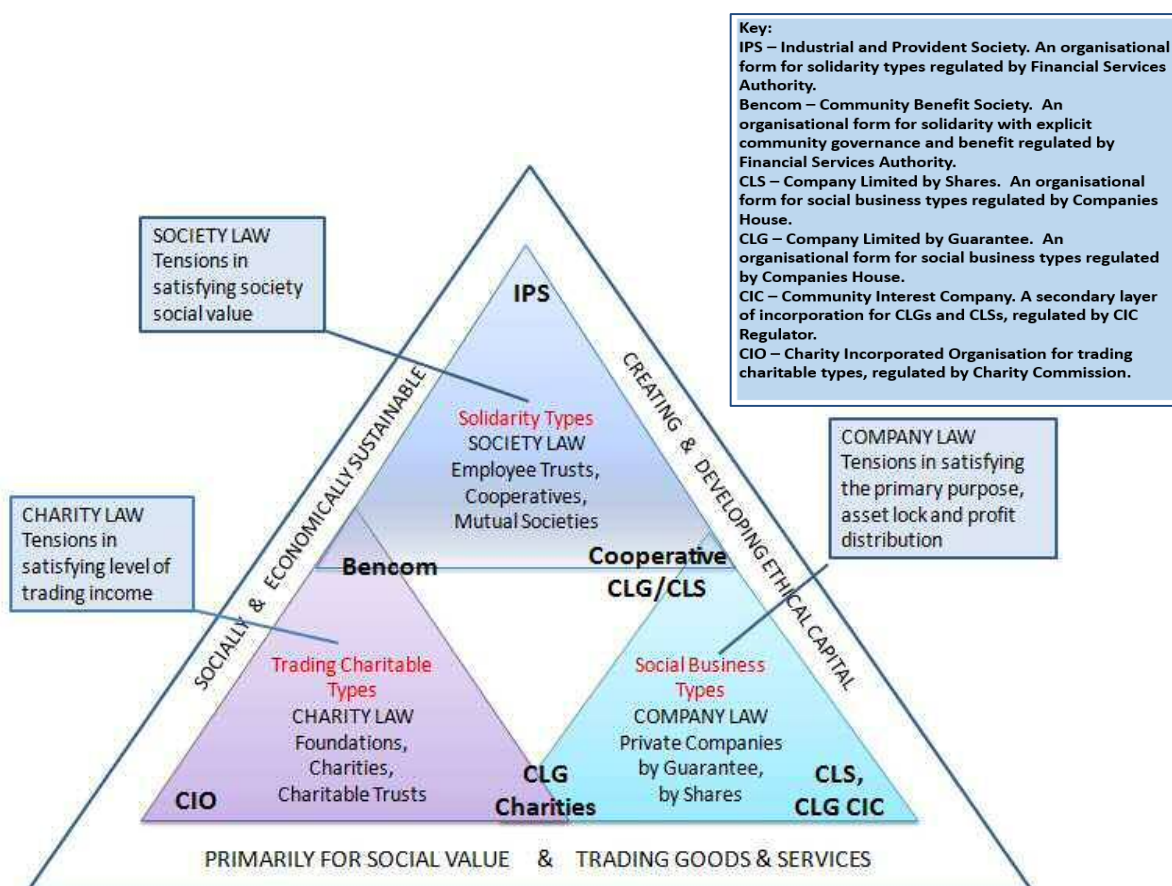 Key:
IPS – Industrial and Provident Society. An organisational
form for solidarity types regulated by Financial Services
Authority.
Bencom – Community Benefit Society. An
organisational form for solidarity with explicit
community governance and benefit regulated by
Financial Services Authority.
CLS – Company Limited by Shares. An organisational
form for social business types regulated by Companies
House.
CLG – Company Limited by Guarantee. An
organisational form for social business types regulated
by Companies House.
CIC – Community Interest Company. A secondary layer
of incorporation for CLGs and CLSs, regulated by CIC
Regulator.
CIO – Charity Incorporated Organisation for trading
charitable types, regulated by Charity Commission.
SOCIETY LAW
Tensions in
satisfying society
social value
IPS
SOCIALLY & ECONOMICALLY SUSTAINABLE
CREATING & DEVELOPING ETHICAL CAPITAL
Solidarity Types
SOCIETY LAW
Employee Trusts,
Cooperatives,
Mutual Societies
COMPANY LAW
Tensions in satisfying
the primary purpose,
asset lock and profit
distribution
CHARITY LAW
Tensions in
satisfying level of
trading income
Bencom
Cooperative
CLG/CLS
Trading Charitable
Types
CHARITY LAW
Foundations,
Charities,
Charitable Trusts
Social Business
Types
COMPANY LAW
Private Companies
by Guarantee,
by Shares
CIO
CLG
Charities
CLS,
CLG CIC
PRIMARILY FOR SOCIAL VALUE & TRADING GOODS & SERVICES